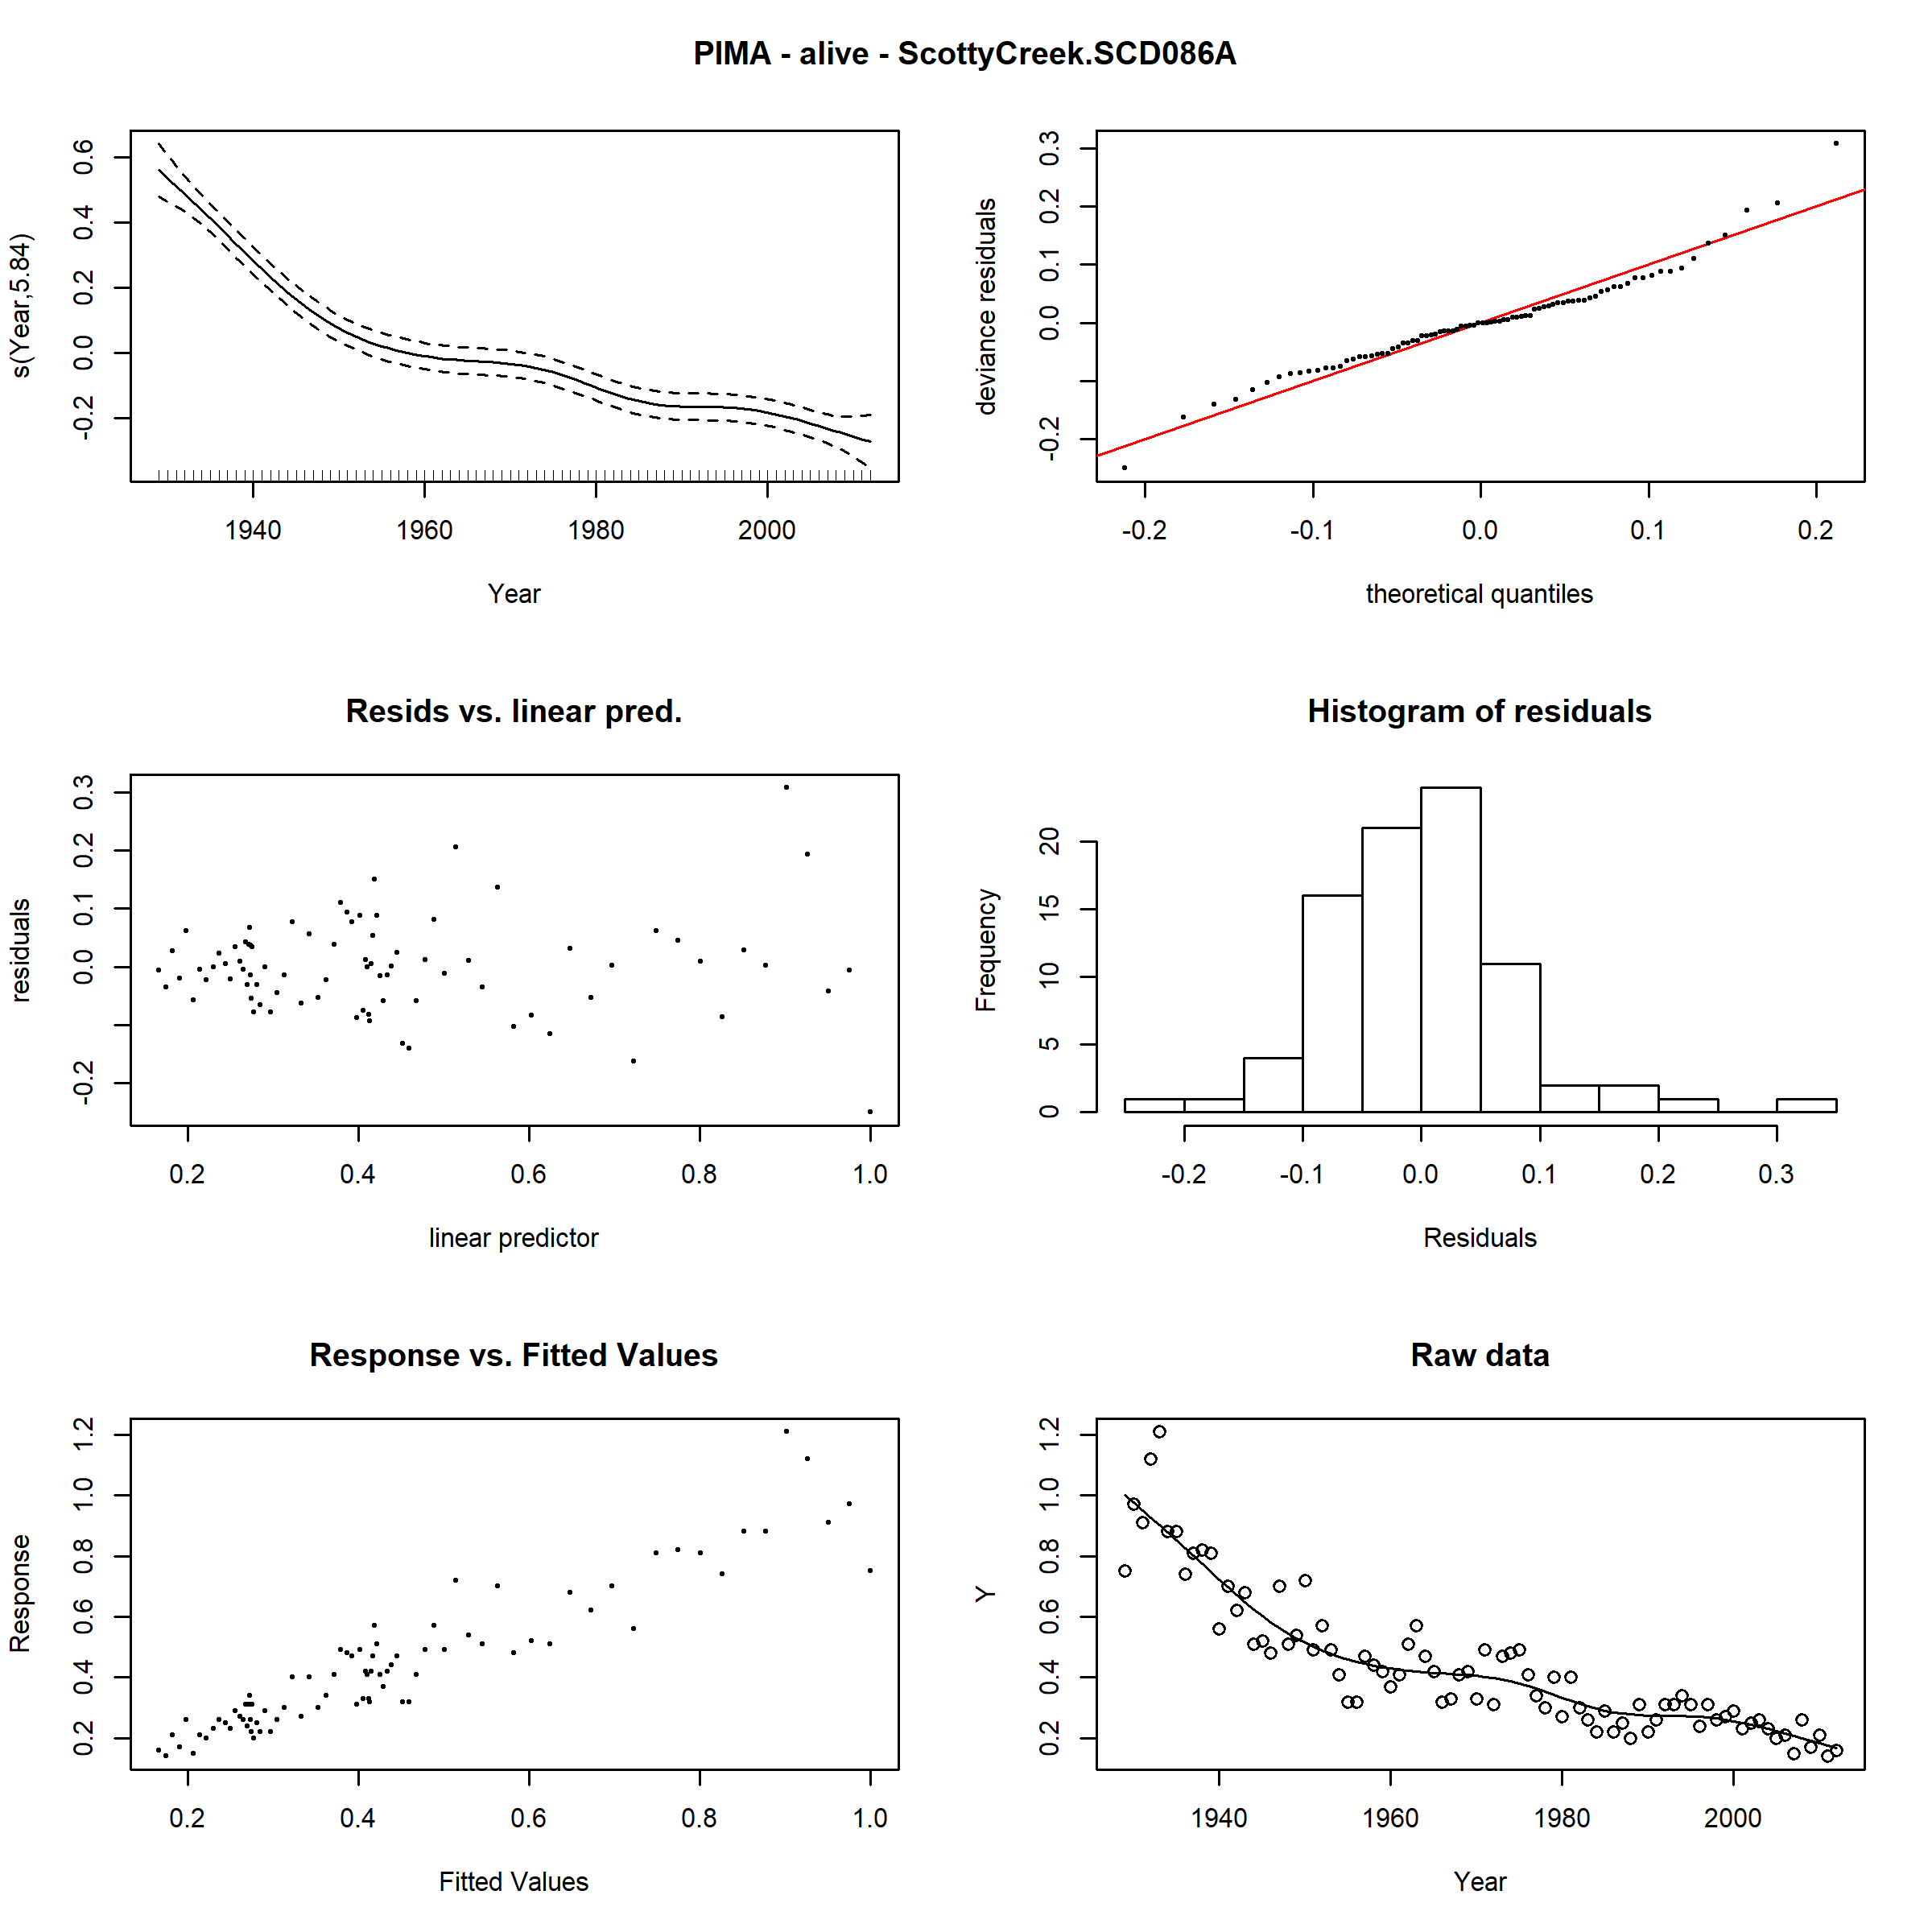 PIMA - alive - ScottyCreek.SCD086A
s(Year,5.84)
-0.2 0.0 0.2 0.4 0.6
1940 1960 1980 2000
Year
deviance residuals
-0.2 0.0 0.1 0.2 0.3
-0.2 -0.1 0.0 0.1 0.2
theoretical quantiles
Resids vs. linear pred.
residuals
-0.2 0.0 0.1 0.2 0.3
0.2 0.4 0.6 0.8 1.0
linear predictor
Histogram of residuals
Frequency
0 5 10 15 20
-0.2 -0.1 0.0 0.1 0.2 0.3
Residuals
Response vs. Fitted Values
Response
0.2 0.4 0.6 0.8 1.0 1.2
0.2 0.4 0.6 0.8 1.0
Fitted Values
Raw data
Y
0.2 0.4 0.6 0.8 1.0 1.2
1940 1960 1980 2000
Year